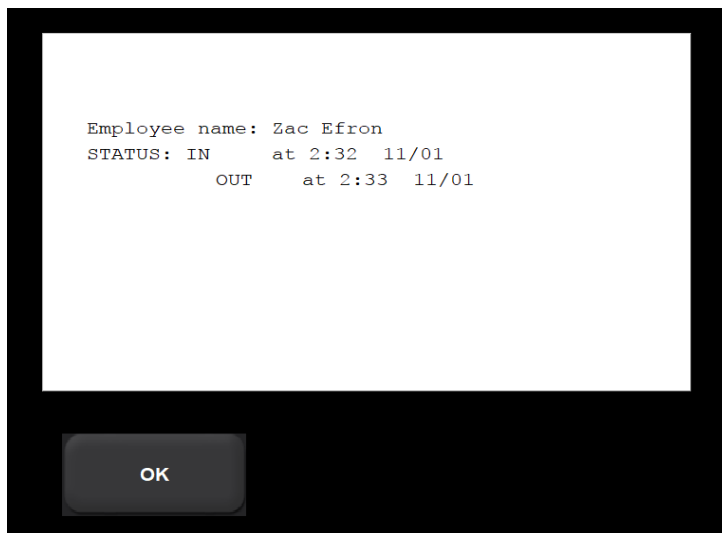 Employee name: Zac Efron
STATUS: IN at 2:32 11/01
OUT at 2:33 11/01
OK